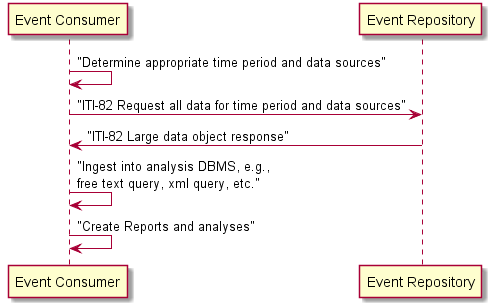 Event Consumer
Event Repository
"Determine appropriate time period and data sources"
"ITI-82 Request all data for time period and data sources"
"ITI-82 Large data object response"
"Ingest into analysis DBMS, e.g.,
free text query, xml query, etc."
"Create Reports and analyses"
Event Consumer
Event Repository